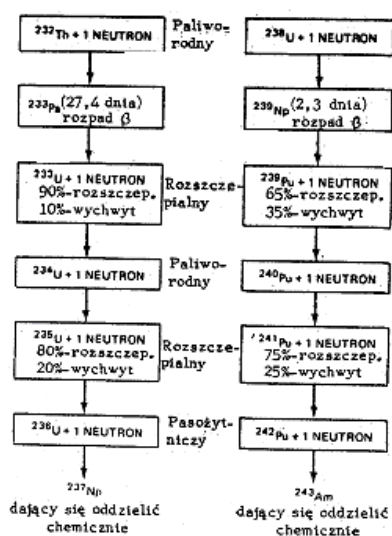 ²³²Th + 1 NEUTRON
Paliwo-
rodny
²³⁸U + 1 NEUTRON
²³³Pa (27,4 dnia)
rozpad β
²³⁹Np (2,3 dnia)
rozpad β
²³³U + 1 NEUTRON
90%-rozszczep.
10%-wychwyt
Rozszcze-
pialny
²³⁹Pu + 1 NEUTRON
65%-rozszczep.
35%-wychwyt
²³⁴U + 1 NEUTRON
Paliwo-
rodny
²⁴⁰Pu + 1 NEUTRON
²³⁵U + 1 NEUTRON
80%-rozszczep.
20%-wychwyt
Rozszcze-
pialny
²⁴¹Pu + 1 NEUTRON
75%-rozszczep.
25%-wychwyt
²³⁶U + 1 NEUTRON
Pasożyt-
niczy
²⁴²Pu + 1 NEUTRON
²³⁷Np
dający się oddzielić
chemicznie
²⁴³Am
dający się oddzielić
chemicznie